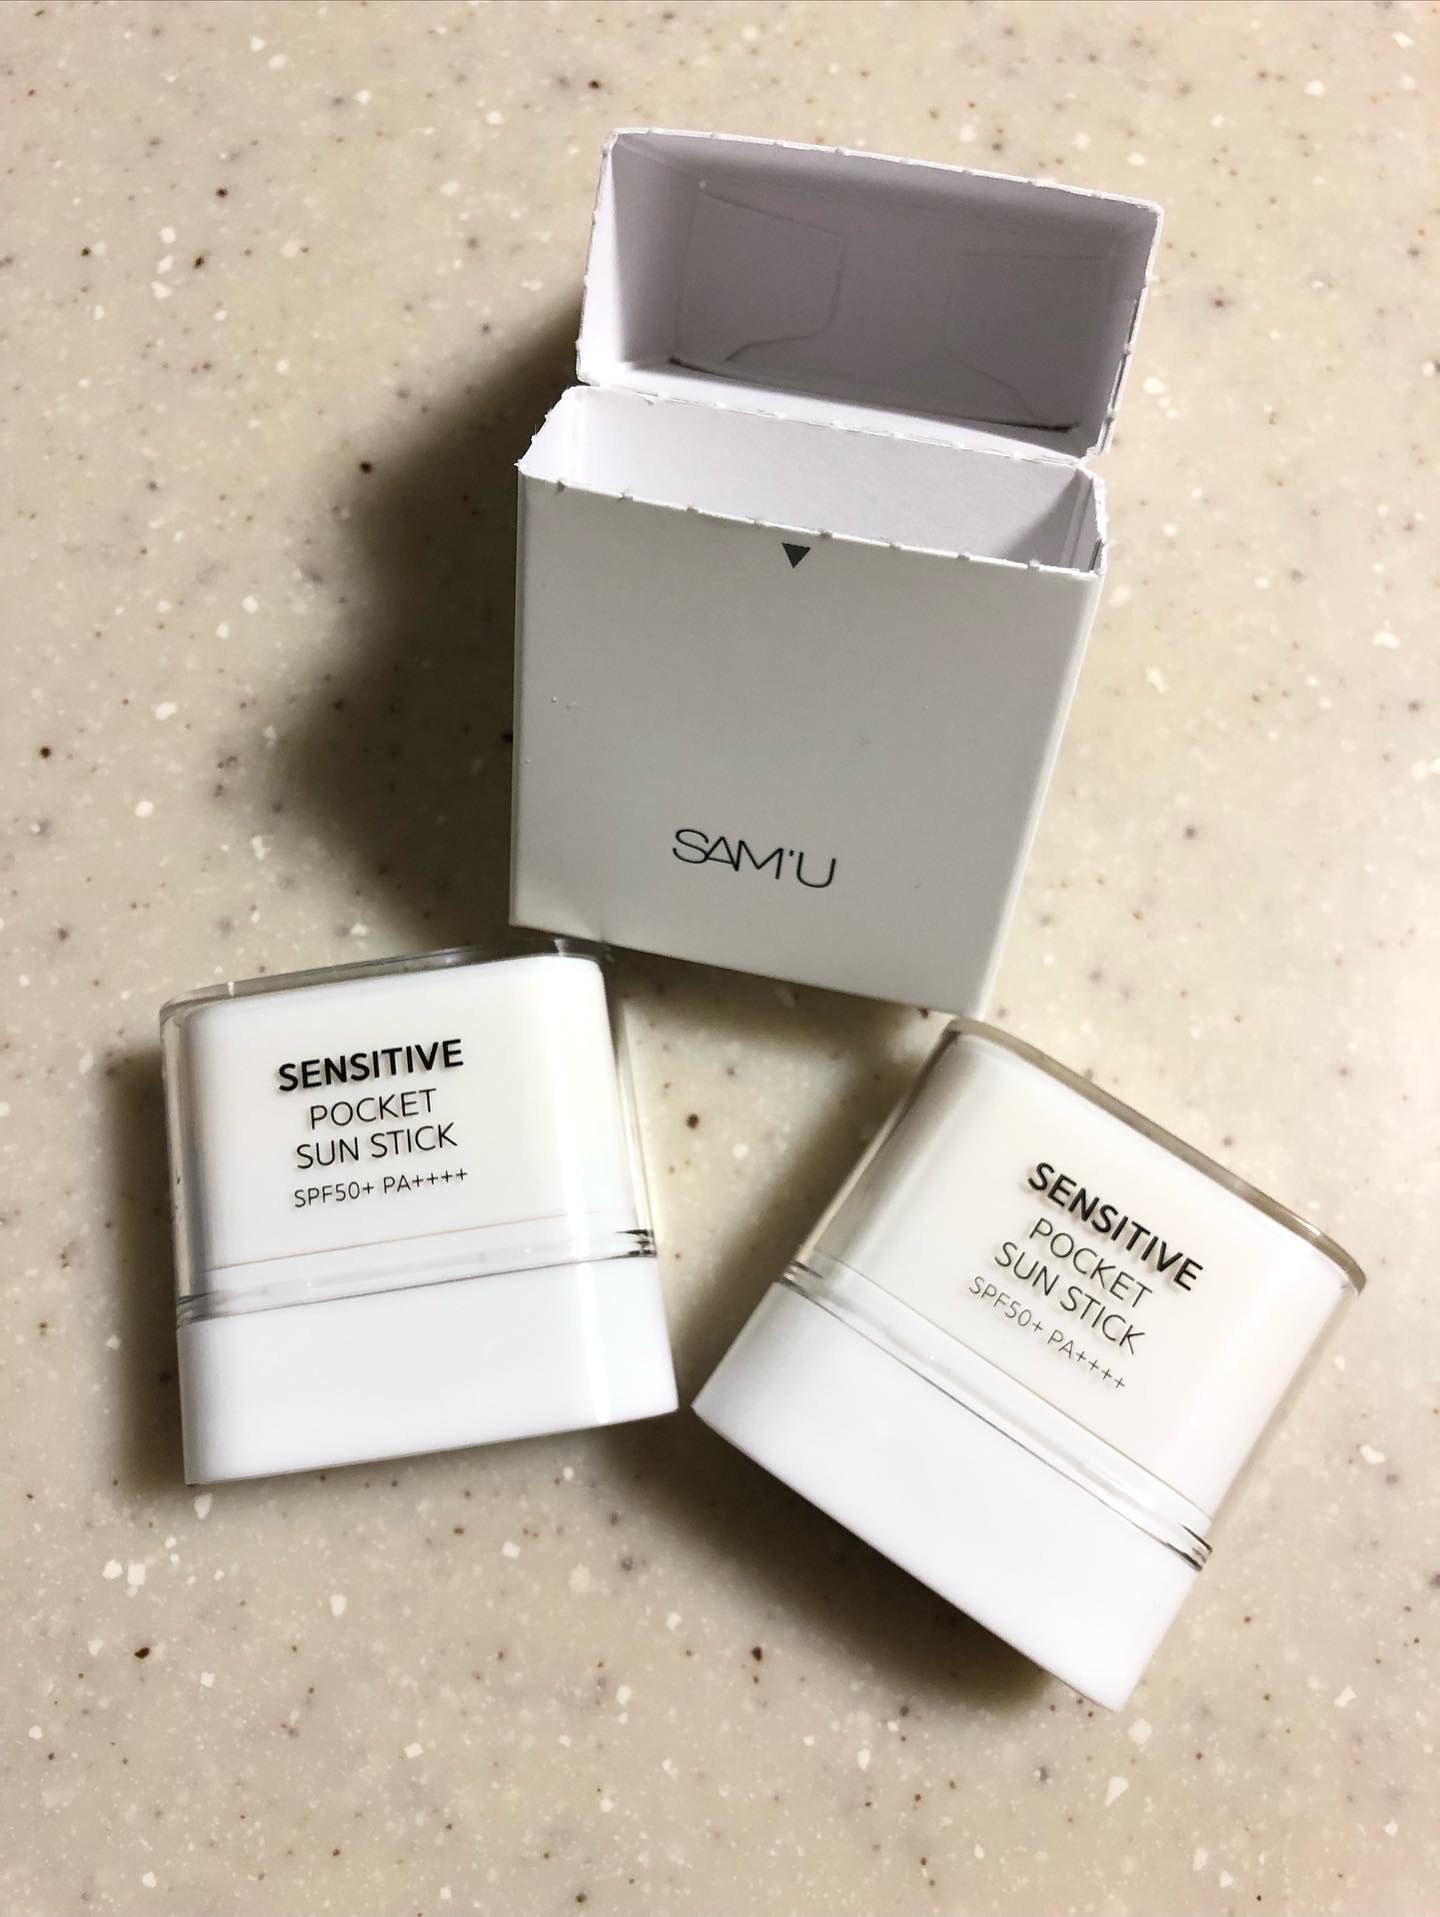 SAM'U
SENSITIVE
POCKET
SUN STICK
SPF50+ PA++++
SENSITIVE
POCKET
SUN STICK
SPF50+ PA++++